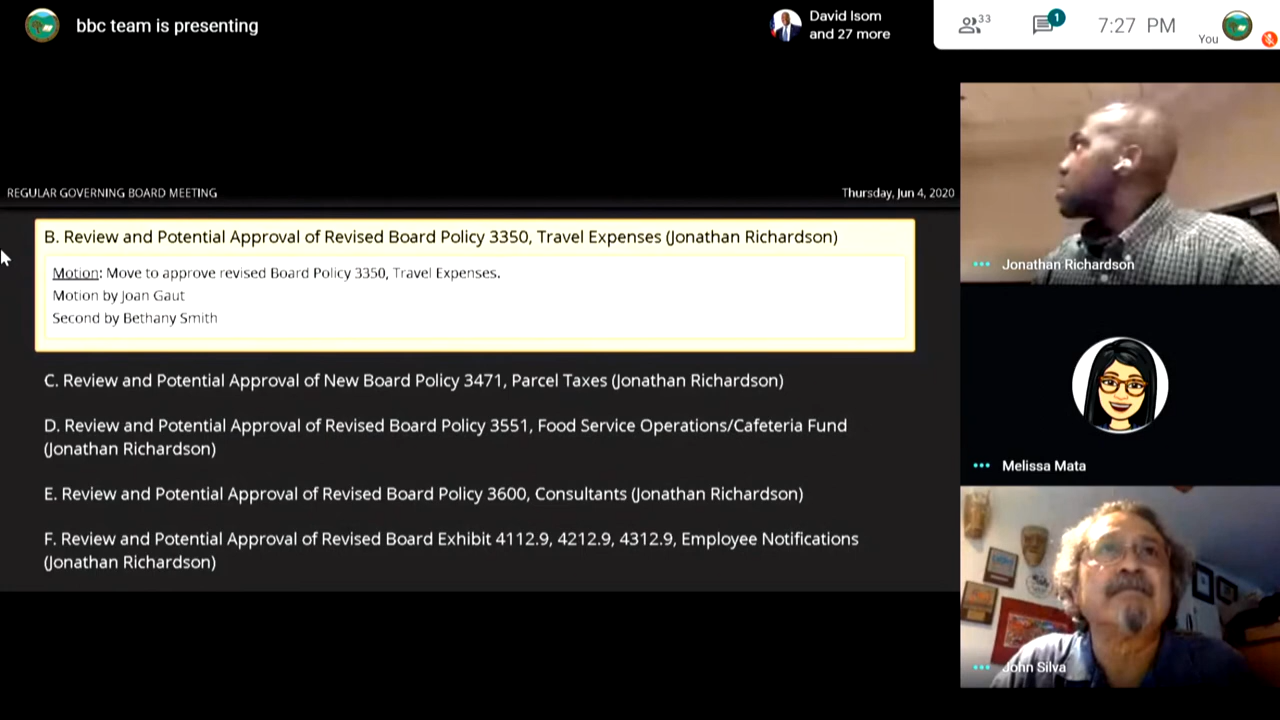 bbc team is presenting
David Isom
and 27 more
33
1
7:27 PM
You
REGULAR GOVERNING BOARD MEETING
Thursday, Jun 4, 2020
B. Review and Potential Approval of Revised Board Policy 3350, Travel Expenses (Jonathan Richardson)
Motion: Move to approve revised Board Policy 3350, Travel Expenses.
Motion by Joan Gaut
Second by Bethany Smith
C. Review and Potential Approval of New Board Policy 3471, Parcel Taxes (Jonathan Richardson)
D. Review and Potential Approval of Revised Board Policy 3551, Food Service Operations/Cafeteria Fund
(Jonathan Richardson)
E. Review and Potential Approval of Revised Board Policy 3600, Consultants (Jonathan Richardson)
F. Review and Potential Approval of Revised Board Exhibit 4112.9, 4212.9, 4312.9, Employee Notifications
(Jonathan Richardson)
Jonathan Richardson
Melissa Mata
John Silva